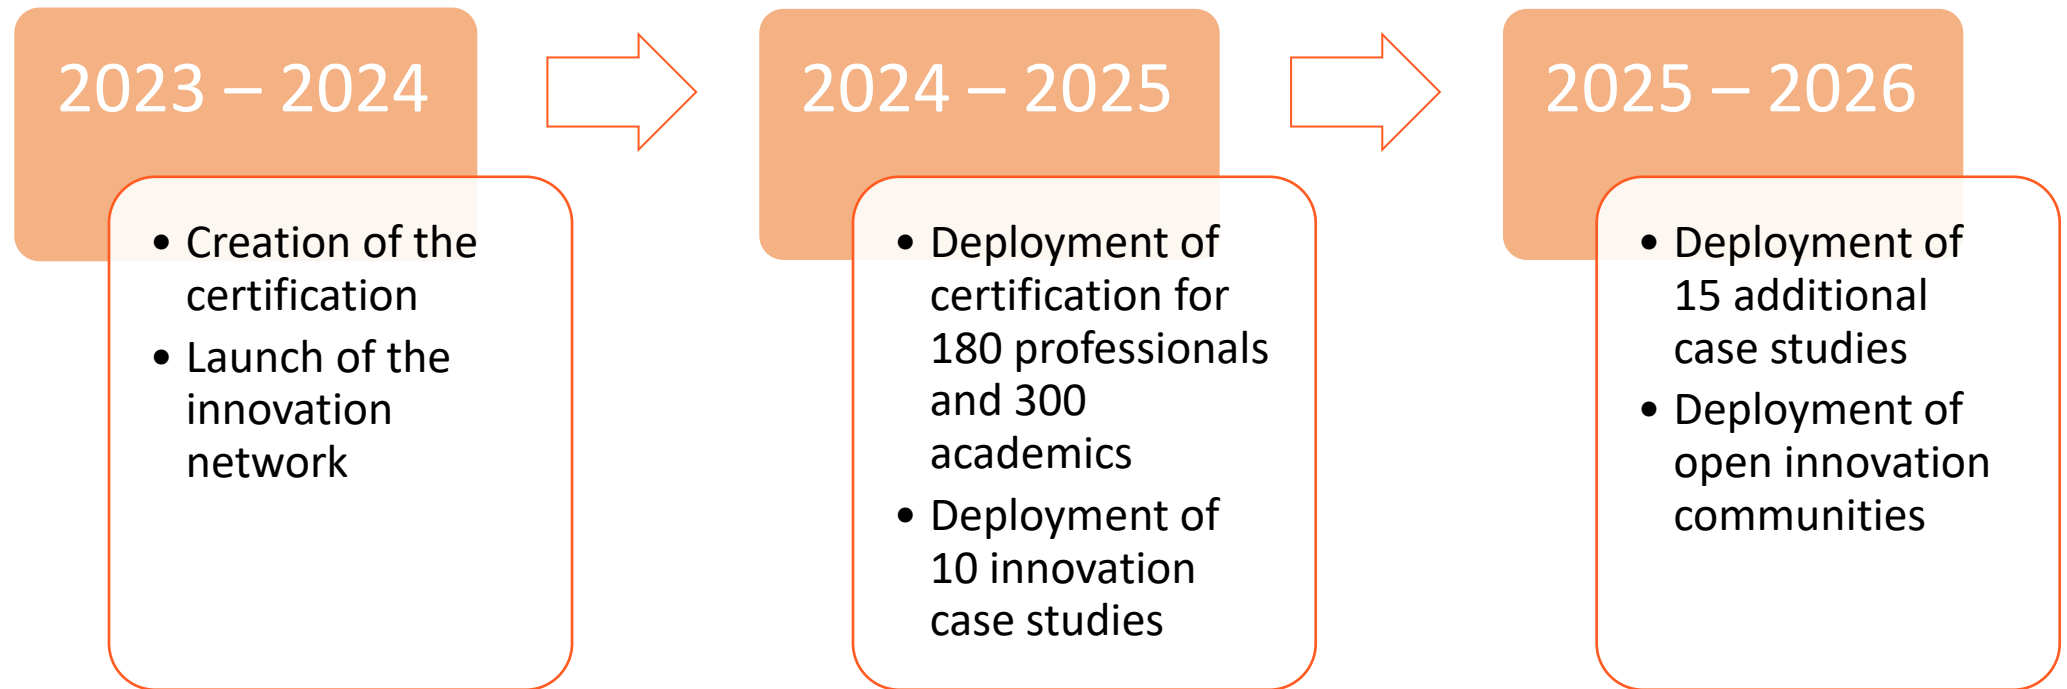 2023 – 2024
• Creation of the
certification
• Launch of the
innovation
network
2024 – 2025
• Deployment of
certification for
180 professionals
and 300
academics
• Deployment of
10 innovation
case studies
2025 – 2026
• Deployment of
15 additional
case studies
• Deployment of
open innovation
communities